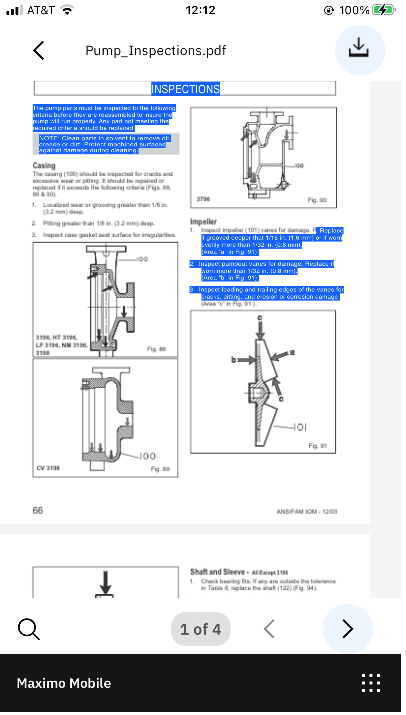 AT&T
12:12
100%
Pump_Inspections.pdf
INSPECTIONS
The pump parts must be inspected to the following
criteria before they are reassembled to insure the
pump will run properly. Any part not meeting the
required criteria should be replaced.
NOTE: Clean parts in solvent to remove oil,
grease or dirt. Protect machined surfaces
against damage during cleaning.
Casing
The casing (100) should be inspected for cracks and
excessive wear or pitting. It should be repaired or
replaced if it exceeds the following criteria (Figs. 88,
89 & 90).
1. Localized wear or grooving greater than 1/8 in.
(3.2 mm) deep.
2. Pitting greater than 1/8 in. (3.2 mm) deep.
3. Inspect case gasket seat surface for irregularities.
100
3196, HT 3196,
LF 3196, NM 3196,
3198
Fig. 88
100
CV 3196
Fig. 89
100
3796
Fig. 90
Impeller
1. Inspect impeller (101) vanes for damage. Replace
if grooved deeper than 1/16 in. (1.6 mm) or if worn
evenly more than 1/32 in. (0.8 mm).
(Area "a" in Fig. 91)
2. Inspect pumpout vanes for damage. Replace if
worn more than 1/32 in. (0.8 mm).
(Area "b" in Fig. 91)
3. Inspect leading and trailing edges of the vanes for
cracks, pitting, and erosion or corrosion damage.
(Area "c" in Fig. 91.)
c
b
a
c
101
Fig. 91
66
ANSIFAM IOM - 12/03
Shaft and Sleeve - All Except 3198
1. Check bearing fits. If any are outside the tolerance
in Table 8, replace the shaft (122) (Fig. 94).
1 of 4
Maximo Mobile